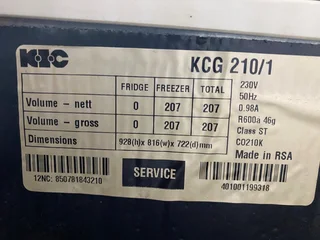 KIC KCG 210/1
FRIDGE FREEZER TOTAL
Volume – nett 0 207 207
Volume – gross 0 207 207
Dimensions 928(h)x 816(w)x 722(d)mm
230V
50Hz
0.98A
R600a 46g
Class ST
CO210K
Made in RSA
12NC: 850781843210
SERVICE
401001199318